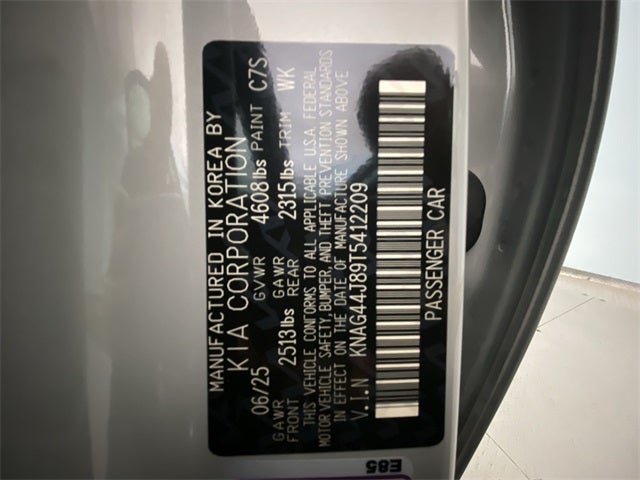 MANUFACTURED IN KOREA BY
KIA CORPORATION
06/25 GVWR 4608lbs PAINT C7S
GAWR FRONT 2513lbs GAWR REAR 2315lbs TRIM WK
THIS VEHICLE CONFORMS TO ALL APPLICABLE U.S.A. FEDERAL
MOTOR VEHICLE SAFETY, BUMPER, AND THEFT PREVENTION STANDARDS
IN EFFECT ON THE DATE OF MANUFACTURE SHOWN ABOVE
V.I.N KNAG44J89T5412209
PASSENGER CAR
E85